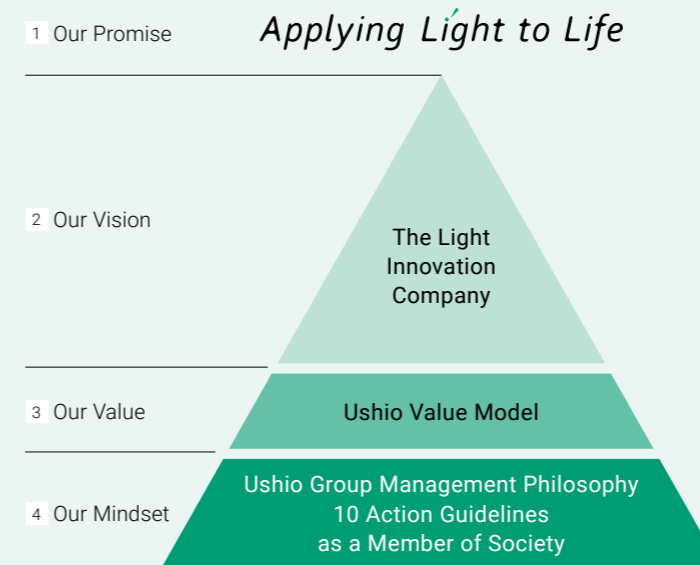 1 Our Promise
Applying Light to Life
2 Our Vision
The Light
Innovation
Company
3 Our Value
Ushio Value Model
4 Our Mindset
Ushio Group Management Philosophy
10 Action Guidelines
as a Member of Society